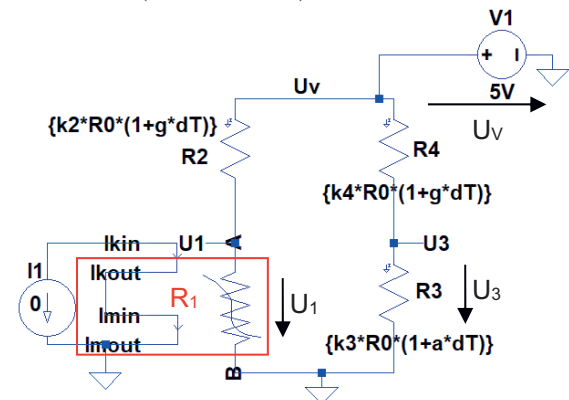 V1
+
5V
Uv
UV
{k2*R0*(1+g*dT)}
R2
R4
{k4*R0*(1+g*dT)}
Ikin
U1
A
U3
I1
Ikout
0
R1
U1
R3
U3
Imin
Imout
{k3*R0*(1+a*dT)}
B